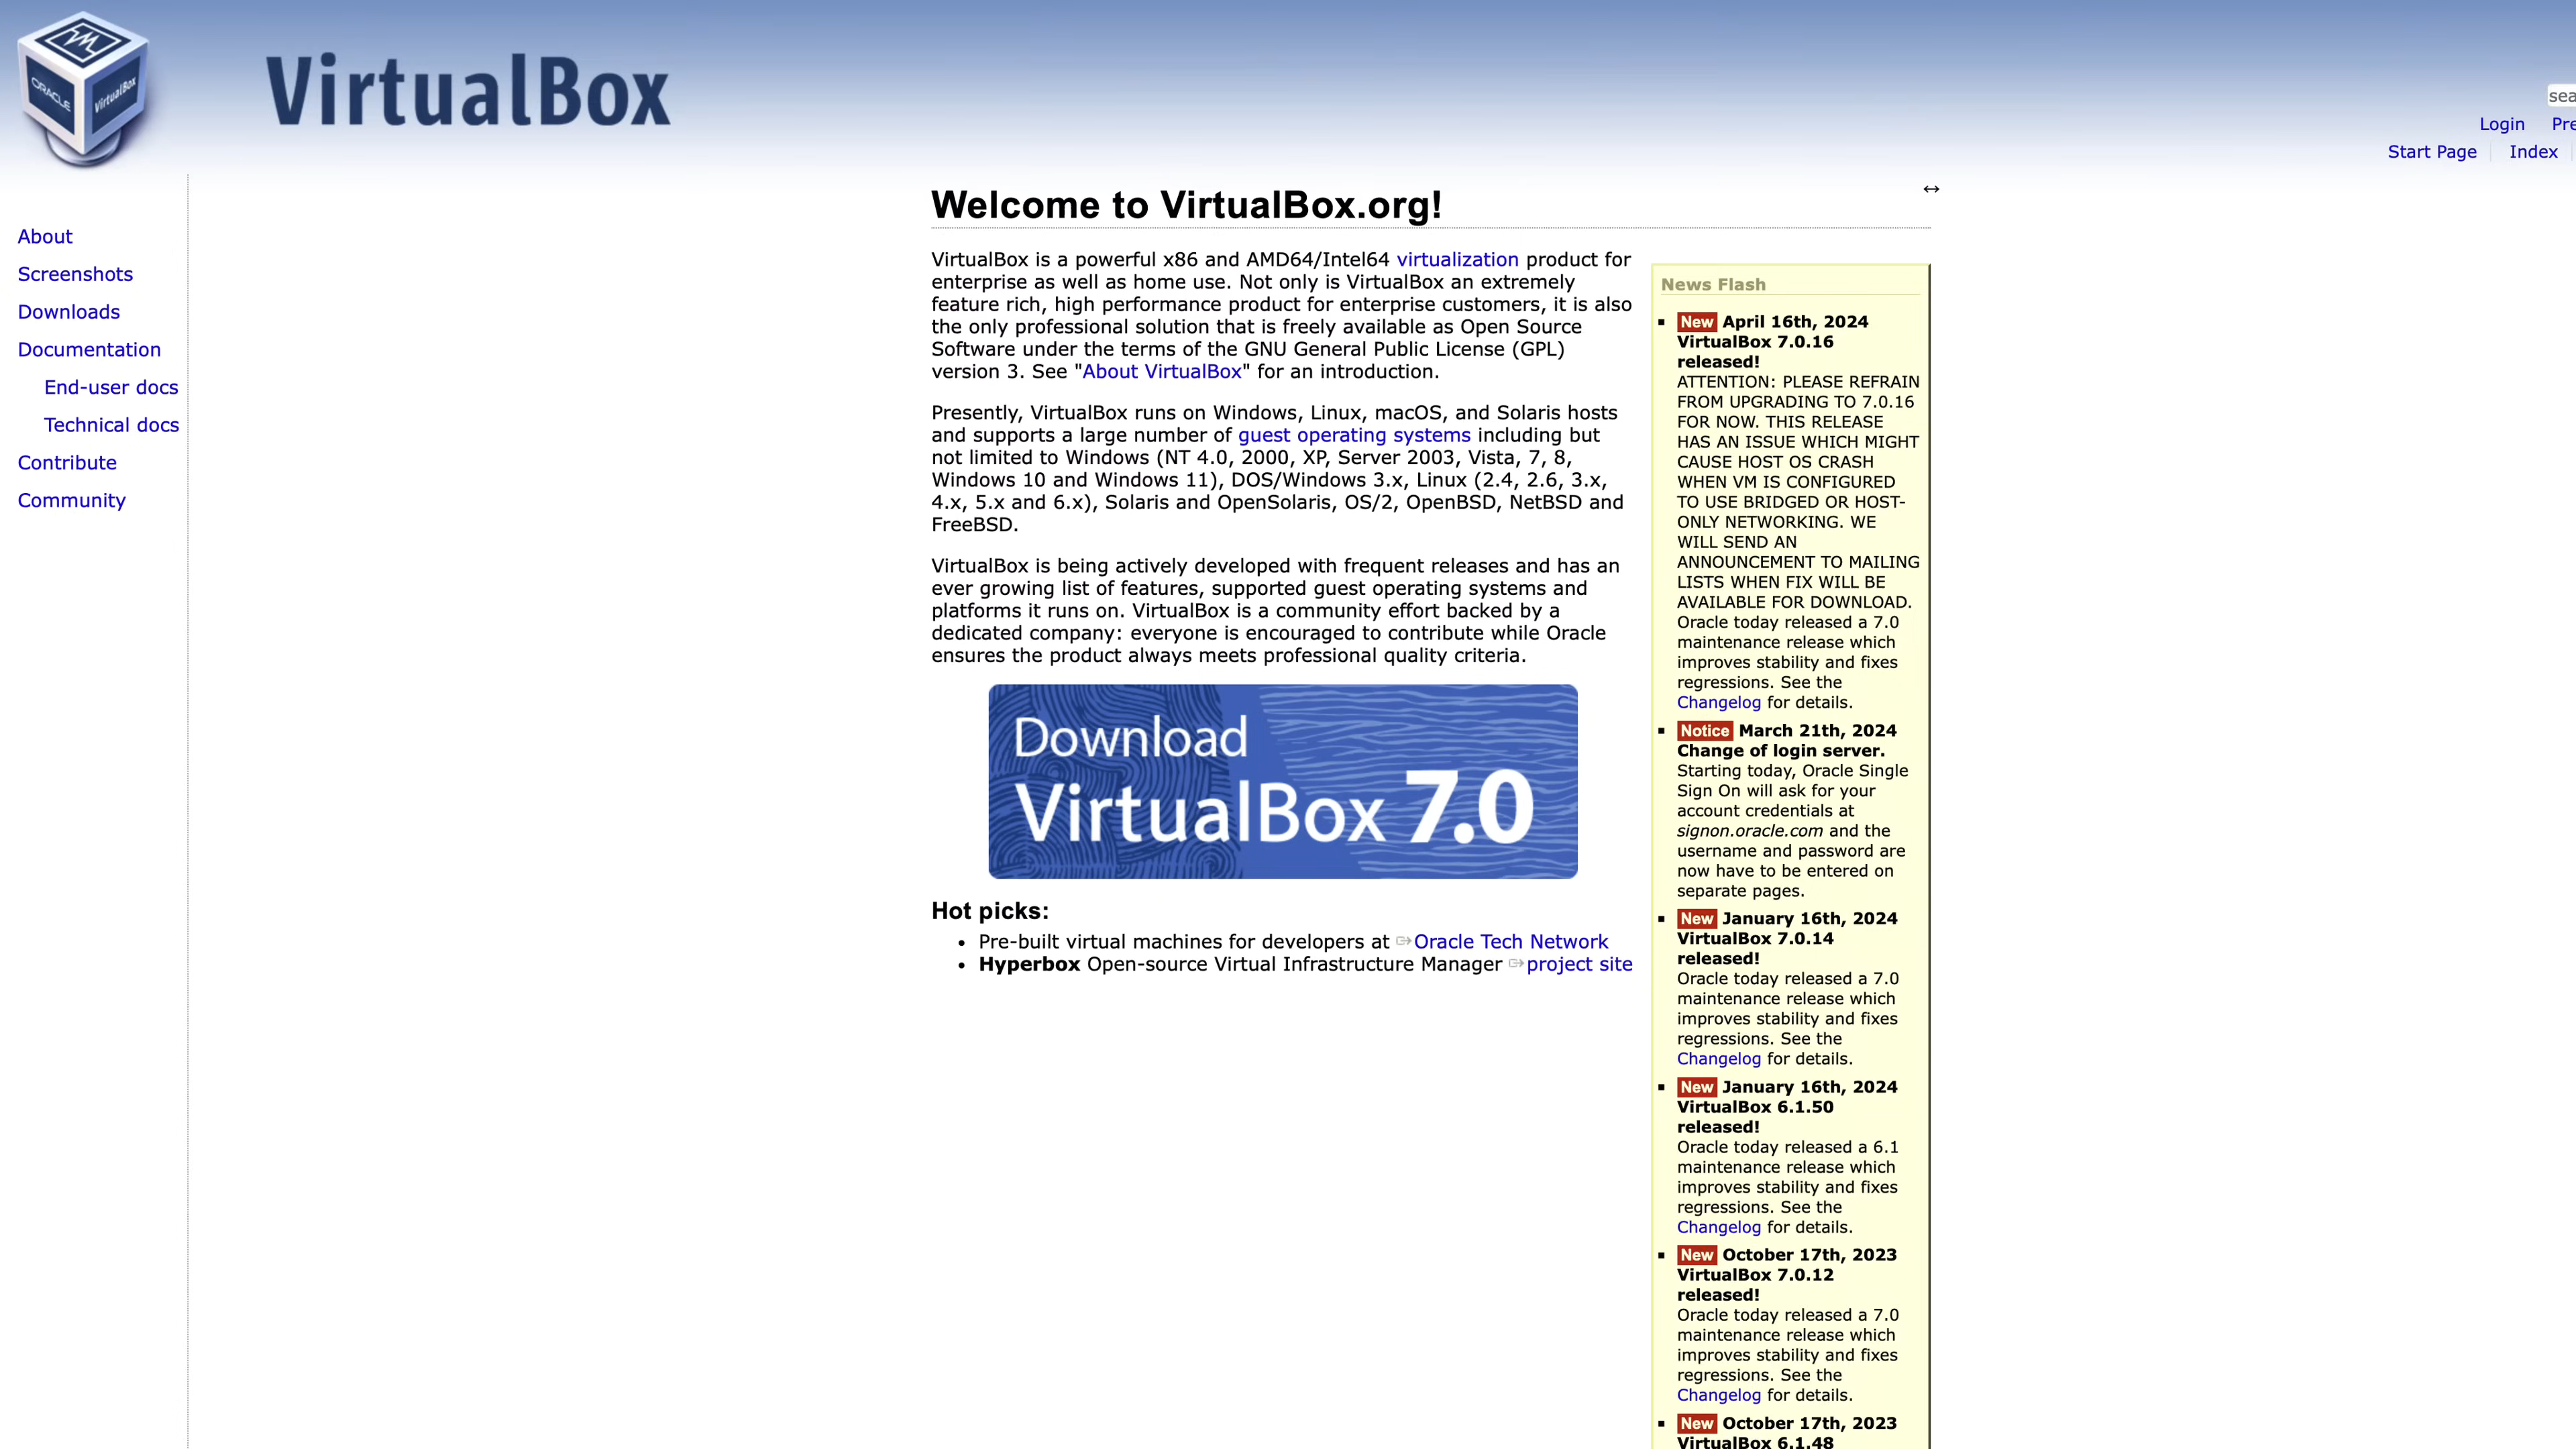 ORACLE
VirtualBox
VirtualBox
Login
Start Page
Index
About
Screenshots
Downloads
Documentation
End-user docs
Technical docs
Contribute
Community
Welcome to VirtualBox.org!
VirtualBox is a powerful x86 and AMD64/Intel64 virtualization product for
enterprise as well as home use. Not only is VirtualBox an extremely
feature rich, high performance product for enterprise customers, it is also
the only professional solution that is freely available as Open Source
Software under the terms of the GNU General Public License (GPL)
version 3. See "About VirtualBox" for an introduction.
Presently, VirtualBox runs on Windows, Linux, macOS, and Solaris hosts
and supports a large number of guest operating systems including but
not limited to Windows (NT 4.0, 2000, XP, Server 2003, Vista, 7, 8,
Windows 10 and Windows 11), DOS/Windows 3.x, Linux (2.4, 2.6, 3.x,
4.x, 5.x and 6.x), Solaris and OpenSolaris, OS/2, OpenBSD, NetBSD and
FreeBSD.
VirtualBox is being actively developed with frequent releases and has an
ever growing list of features, supported guest operating systems and
platforms it runs on. VirtualBox is a community effort backed by a
dedicated company: everyone is encouraged to contribute while Oracle
ensures the product always meets professional quality criteria.
Download
VirtualBox 7.0
Hot picks:
• Pre-built virtual machines for developers at Oracle Tech Network
• Hyperbox Open-source Virtual Infrastructure Manager project site
News Flash
New April 16th, 2024
VirtualBox 7.0.16
released!
ATTENTION: PLEASE REFRAIN
FROM UPGRADING TO 7.0.16
FOR NOW. THIS RELEASE
HAS AN ISSUE WHICH MIGHT
CAUSE HOST OS CRASH
WHEN VM IS CONFIGURED
TO USE BRIDGED OR HOST-
ONLY NETWORKING. WE
WILL SEND AN
ANNOUNCEMENT TO MAILING
LISTS WHEN FIX WILL BE
AVAILABLE FOR DOWNLOAD.
Oracle today released a 7.0
maintenance release which
improves stability and fixes
regressions. See the
Changelog for details.
Notice March 21th, 2024
Change of login server.
Starting today, Oracle Single
Sign On will ask for your
account credentials at
signon.oracle.com and the
username and password are
now have to be entered on
separate pages.
New January 16th, 2024
VirtualBox 7.0.14
released!
Oracle today released a 7.0
maintenance release which
improves stability and fixes
regressions. See the
Changelog for details.
New January 16th, 2024
VirtualBox 6.1.50
released!
Oracle today released a 6.1
maintenance release which
improves stability and fixes
regressions. See the
Changelog for details.
New October 17th, 2023
VirtualBox 7.0.12
released!
Oracle today released a 7.0
maintenance release which
improves stability and fixes
regressions. See the
Changelog for details.
New October 17th, 2023
VirtualBox 6.1.48